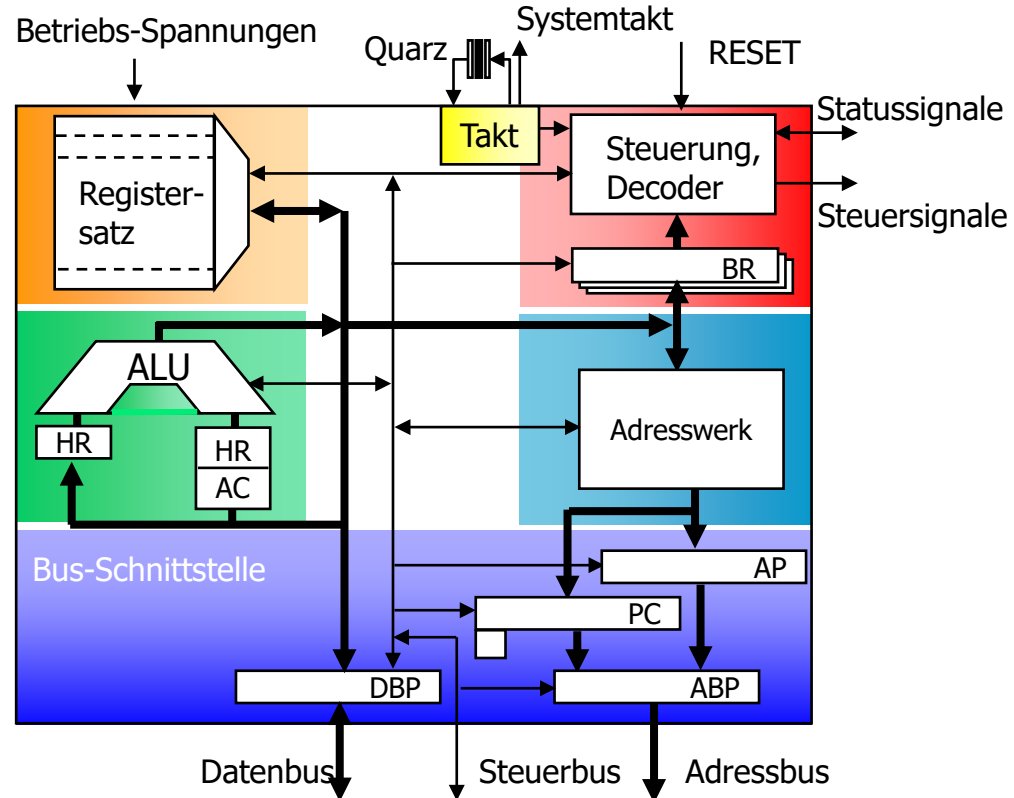 Betriebs-Spannungen
Systemtakt
Quarz
RESET
Takt
Steuerung,
Decoder
Statussignale
Steuersignale
Register-
satz
BR
ALU
HR
HR
AC
Adresswerk
Bus-Schnittstelle
AP
PC
DBP
ABP
Datenbus
Steuerbus
Adressbus